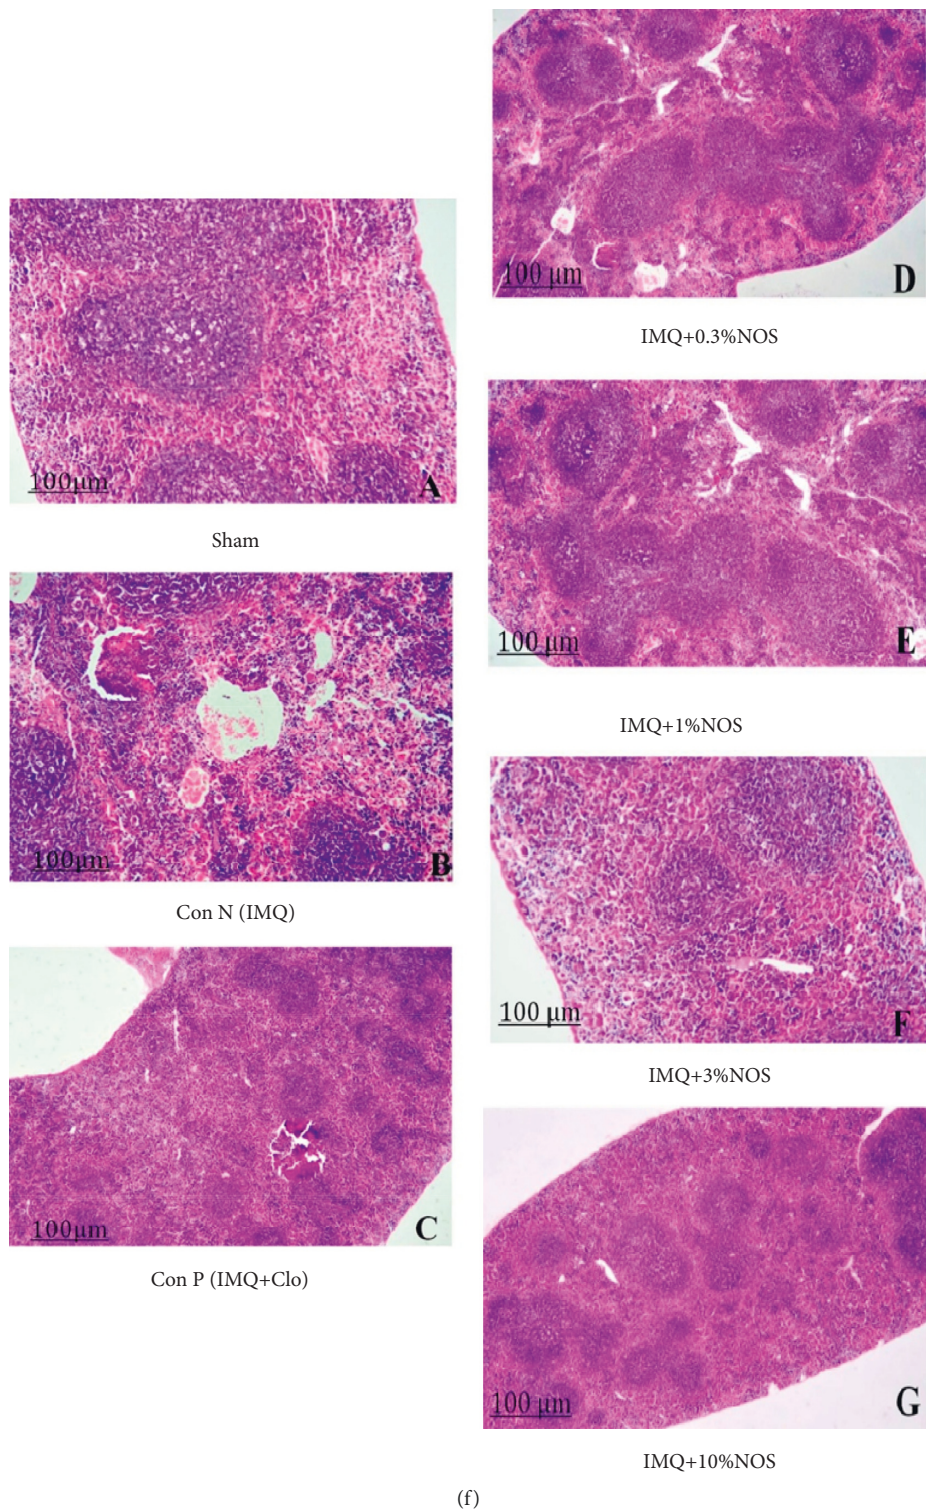 100μm
A
Sham
100μm
B
Con N (IMQ)
100μm
C
Con P (IMQ+Clo)
100 μm
D
IMQ+0.3%NOS
100 μm
E
IMQ+1%NOS
100 μm
F
IMQ+3%NOS
100 μm
G
IMQ+10%NOS
(f)